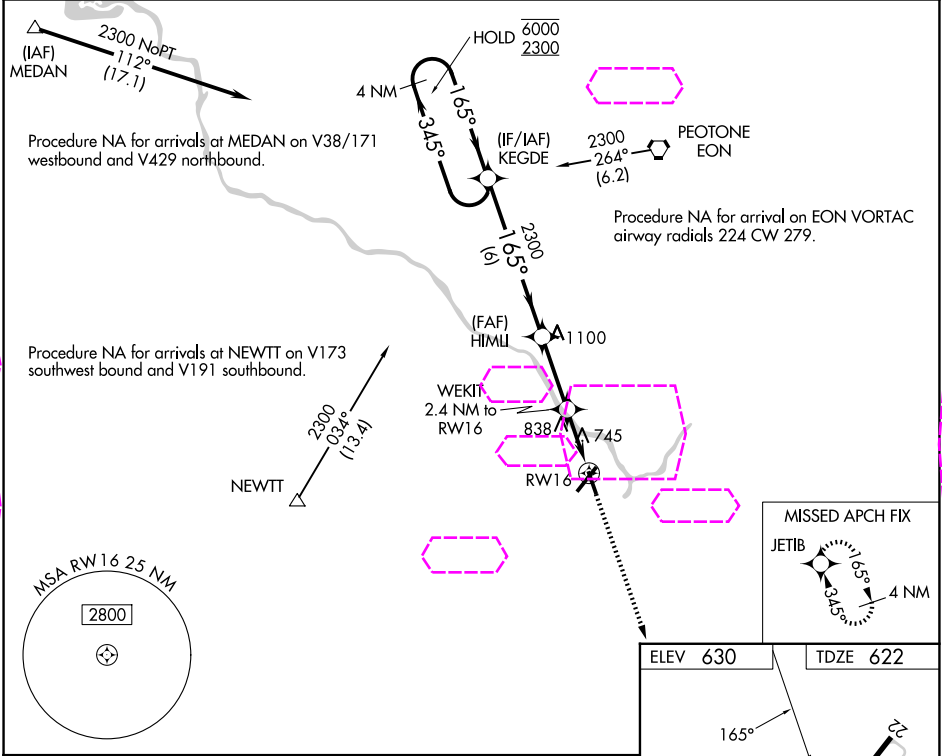 (IAF)
MEDAN
2300 NoPT
112°
(17.1)
HOLD 6000
2300
4 NM
165°
345°
(IF/IAF)
KEGDE
2300
264°
(6.2)
PEOTONE
EON
Procedure NA for arrivals at MEDAN on V38/171
westbound and V429 northbound.
Procedure NA for arrival on EON VORTAC
airway radials 224 CW 279.
2300
165°
(6)
(FAF)
HIMLI
1100
Procedure NA for arrivals at NEWTT on V173
southwest bound and V191 southbound.
2300
034°
(13.4)
NEWTT
WEKIT
2.4 NM to
RW16
838
745
RW16
MSA RW16 25 NM
2800
MISSED APCH FIX
JETIB
165°
345°
4 NM
ELEV 630
TDZE 622
165°
22